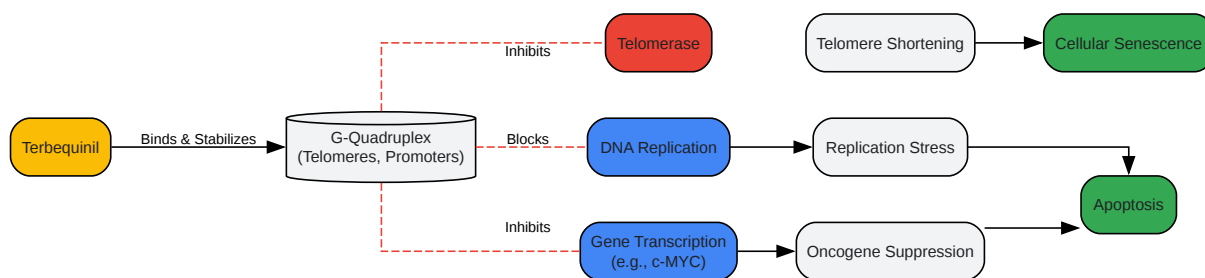 Telomerase
Telomere Shortening
Cellular Senescence
Inhibits
Terbequinil
Binds & Stabilizes
G-Quadruplex
(Telomeres, Promoters)
Blocks
DNA Replication
Replication Stress
Apoptosis
Inhibits
Gene Transcription
(e.g., c-MYC)
Oncogene Suppression